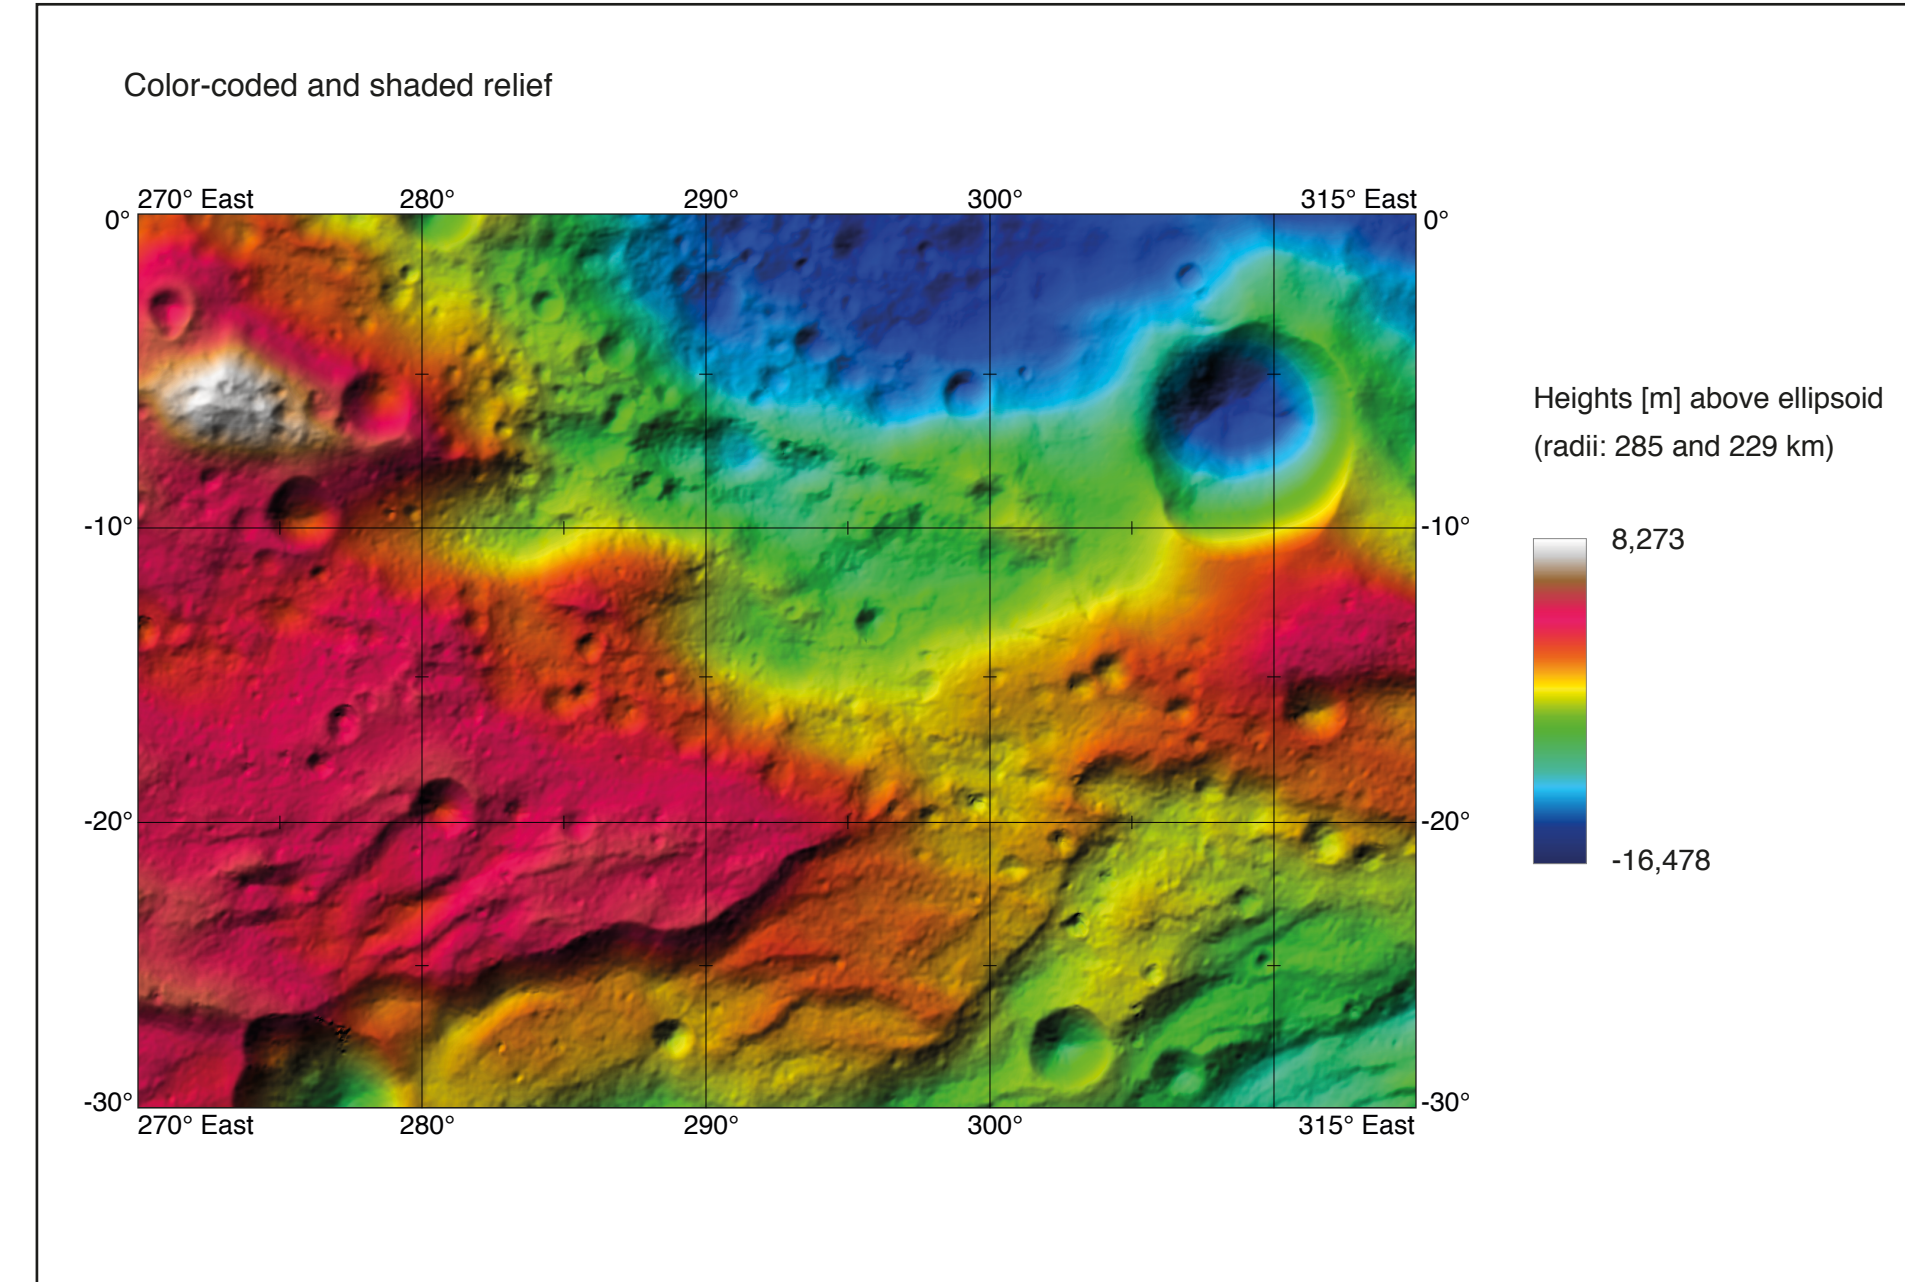 Color-coded and shaded relief
270° East 280° 290° 300° 315° East
0° 0°
Heights [m] above ellipsoid
(radii: 285 and 229 km)
-10° -10°
8,273
-20° -20°
-16,478
-30° -30°
270° East 280° 290° 300° 315° East